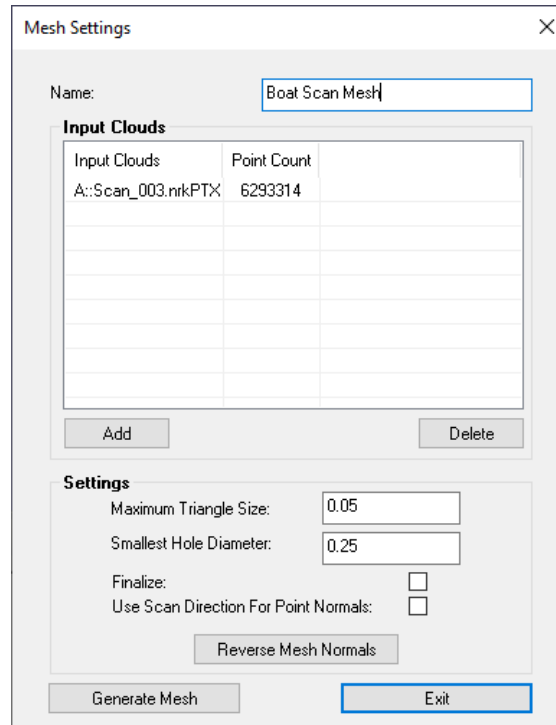 Mesh Settings
Name: Boat Scan Mesh
Input Clouds
Input Clouds Point Count
A::Scan_003.nrkPTX 6293314
Add Delete
Settings
Maximum Triangle Size: 0.05
Smallest Hole Diameter: 0.25
Finalize:
Use Scan Direction For Point Normals:
Reverse Mesh Normals
Generate Mesh Exit